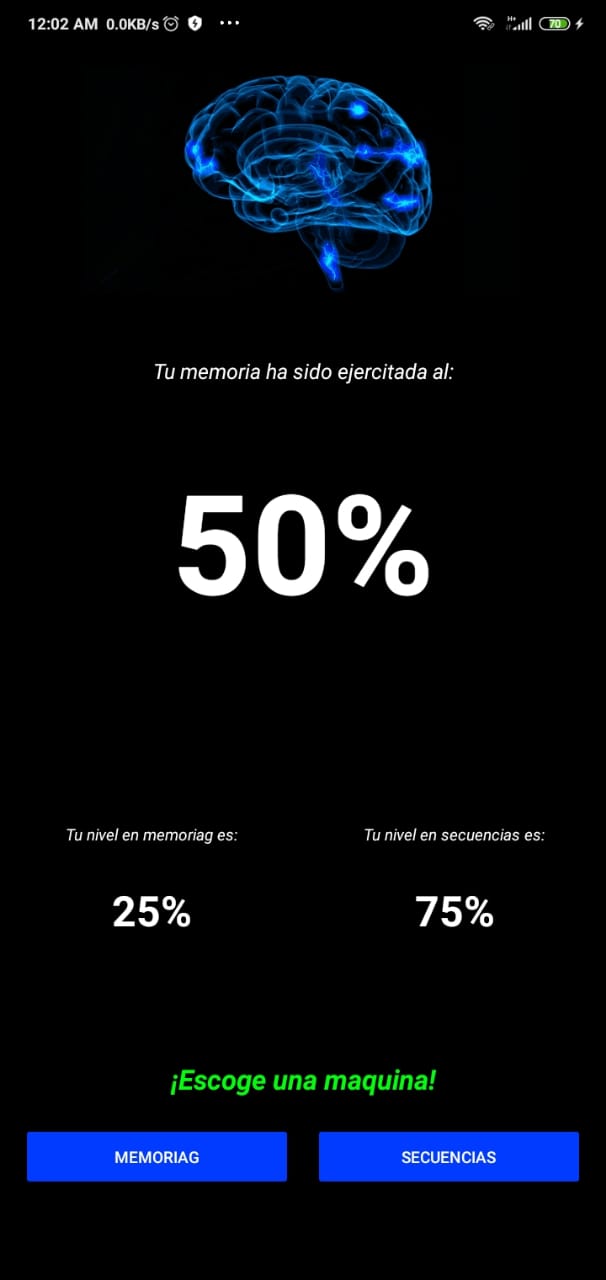 12:02 AM 0.0KB/s
H+
70
Tu memoria ha sido ejercitada al:
50%
Tu nivel en memoriag es:
Tu nivel en secuencias es:
25%
75%
¡Escoge una maquina!
MEMORIAG
SECUENCIAS